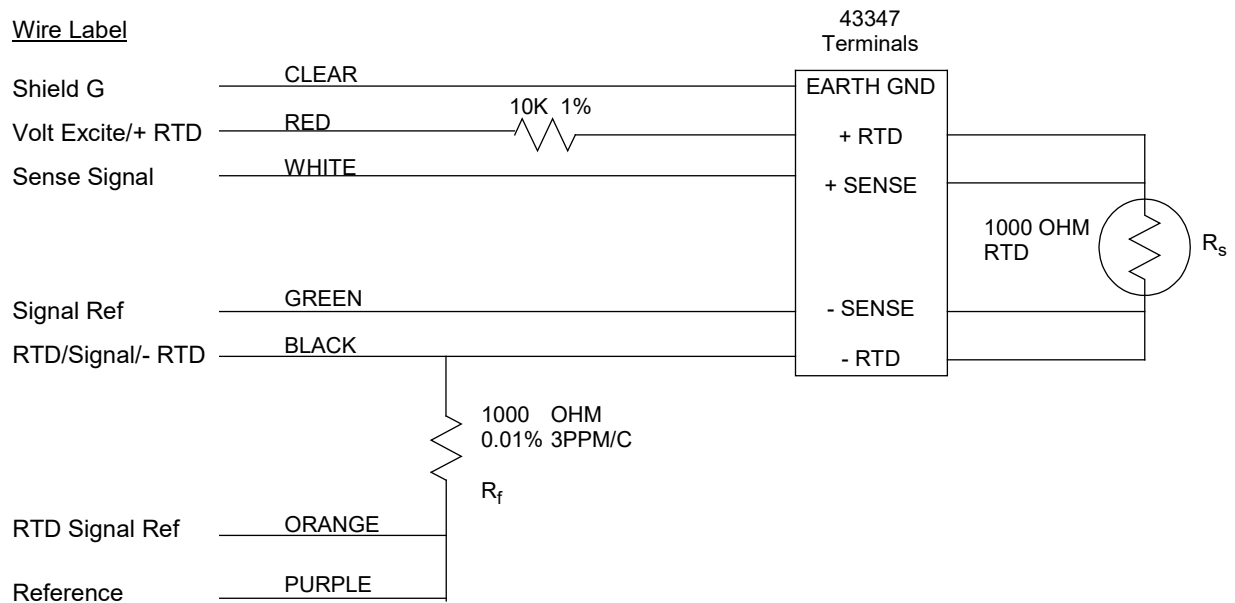 Wire Label
43347
Terminals
Shield G
CLEAR
EARTH GND
Volt Excite/+ RTD
RED
10K 1%
+ RTD
Sense Signal
WHITE
+ SENSE
1000 OHM
RTD
Rs
Signal Ref
GREEN
- SENSE
RTD/Signal/- RTD
BLACK
- RTD
1000 OHM
0.01% 3PPM/C
Rf
RTD Signal Ref
ORANGE
Reference
PURPLE